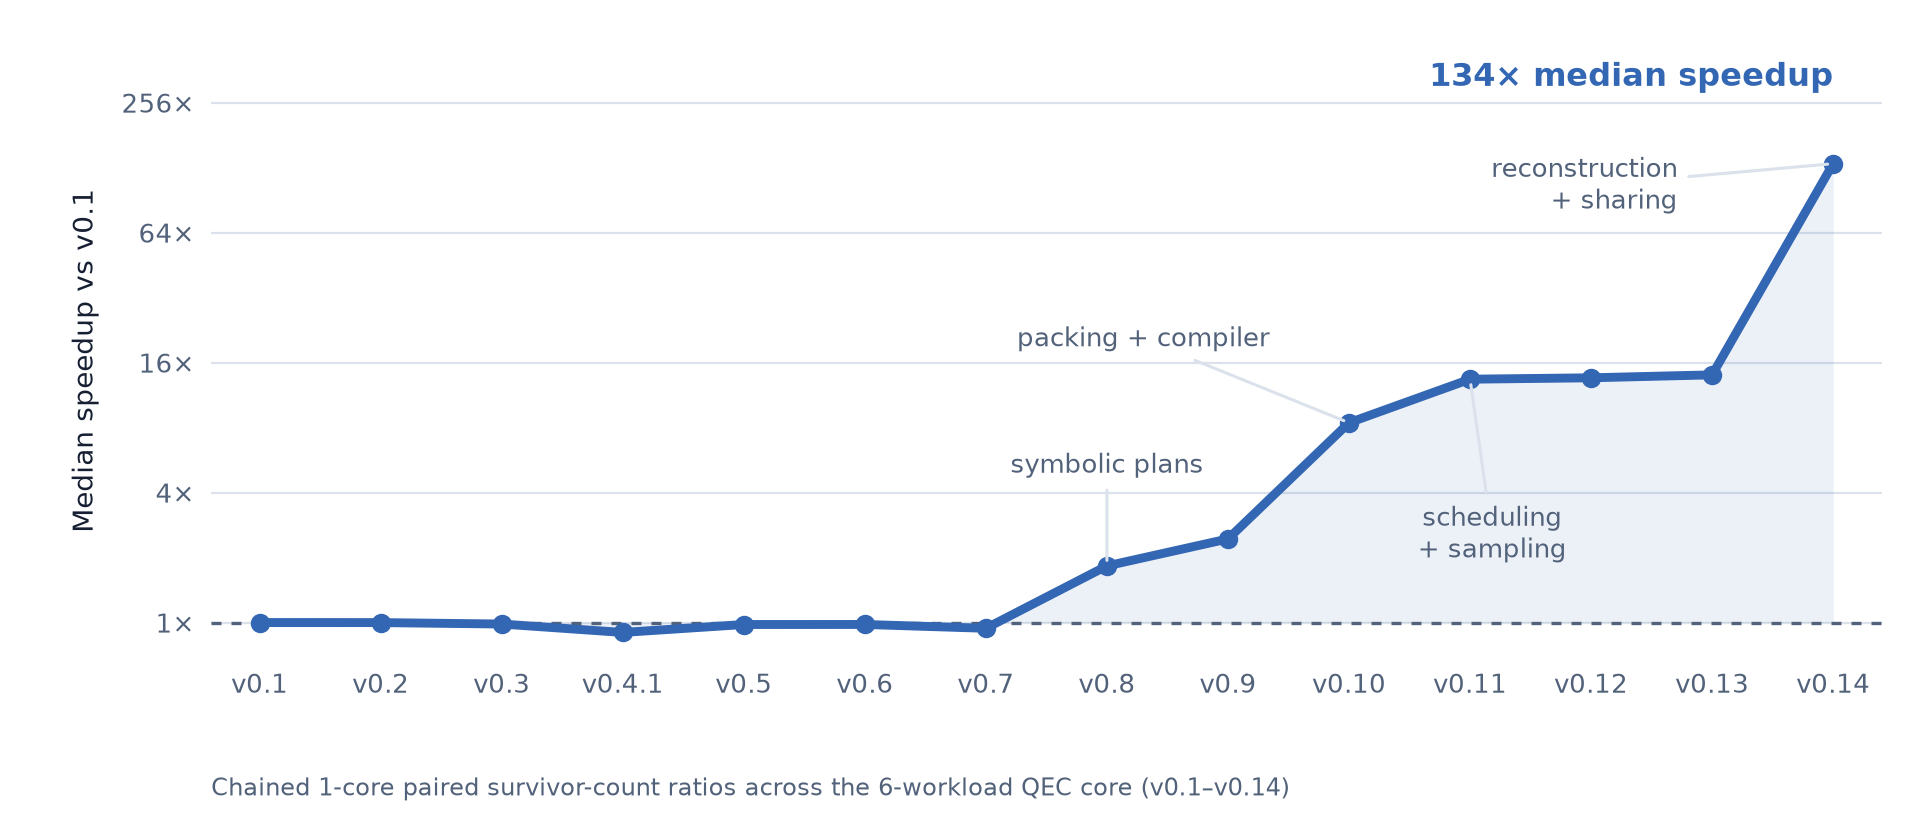 134× median speedup
256×
64×
16×
4×
1×
Median speedup vs v0.1
reconstruction
+ sharing
packing + compiler
symbolic plans
scheduling
+ sampling
v0.1
v0.2
v0.3
v0.4.1
v0.5
v0.6
v0.7
v0.8
v0.9
v0.10
v0.11
v0.12
v0.13
v0.14
Chained 1-core paired survivor-count ratios across the 6-workload QEC core (v0.1–v0.14)